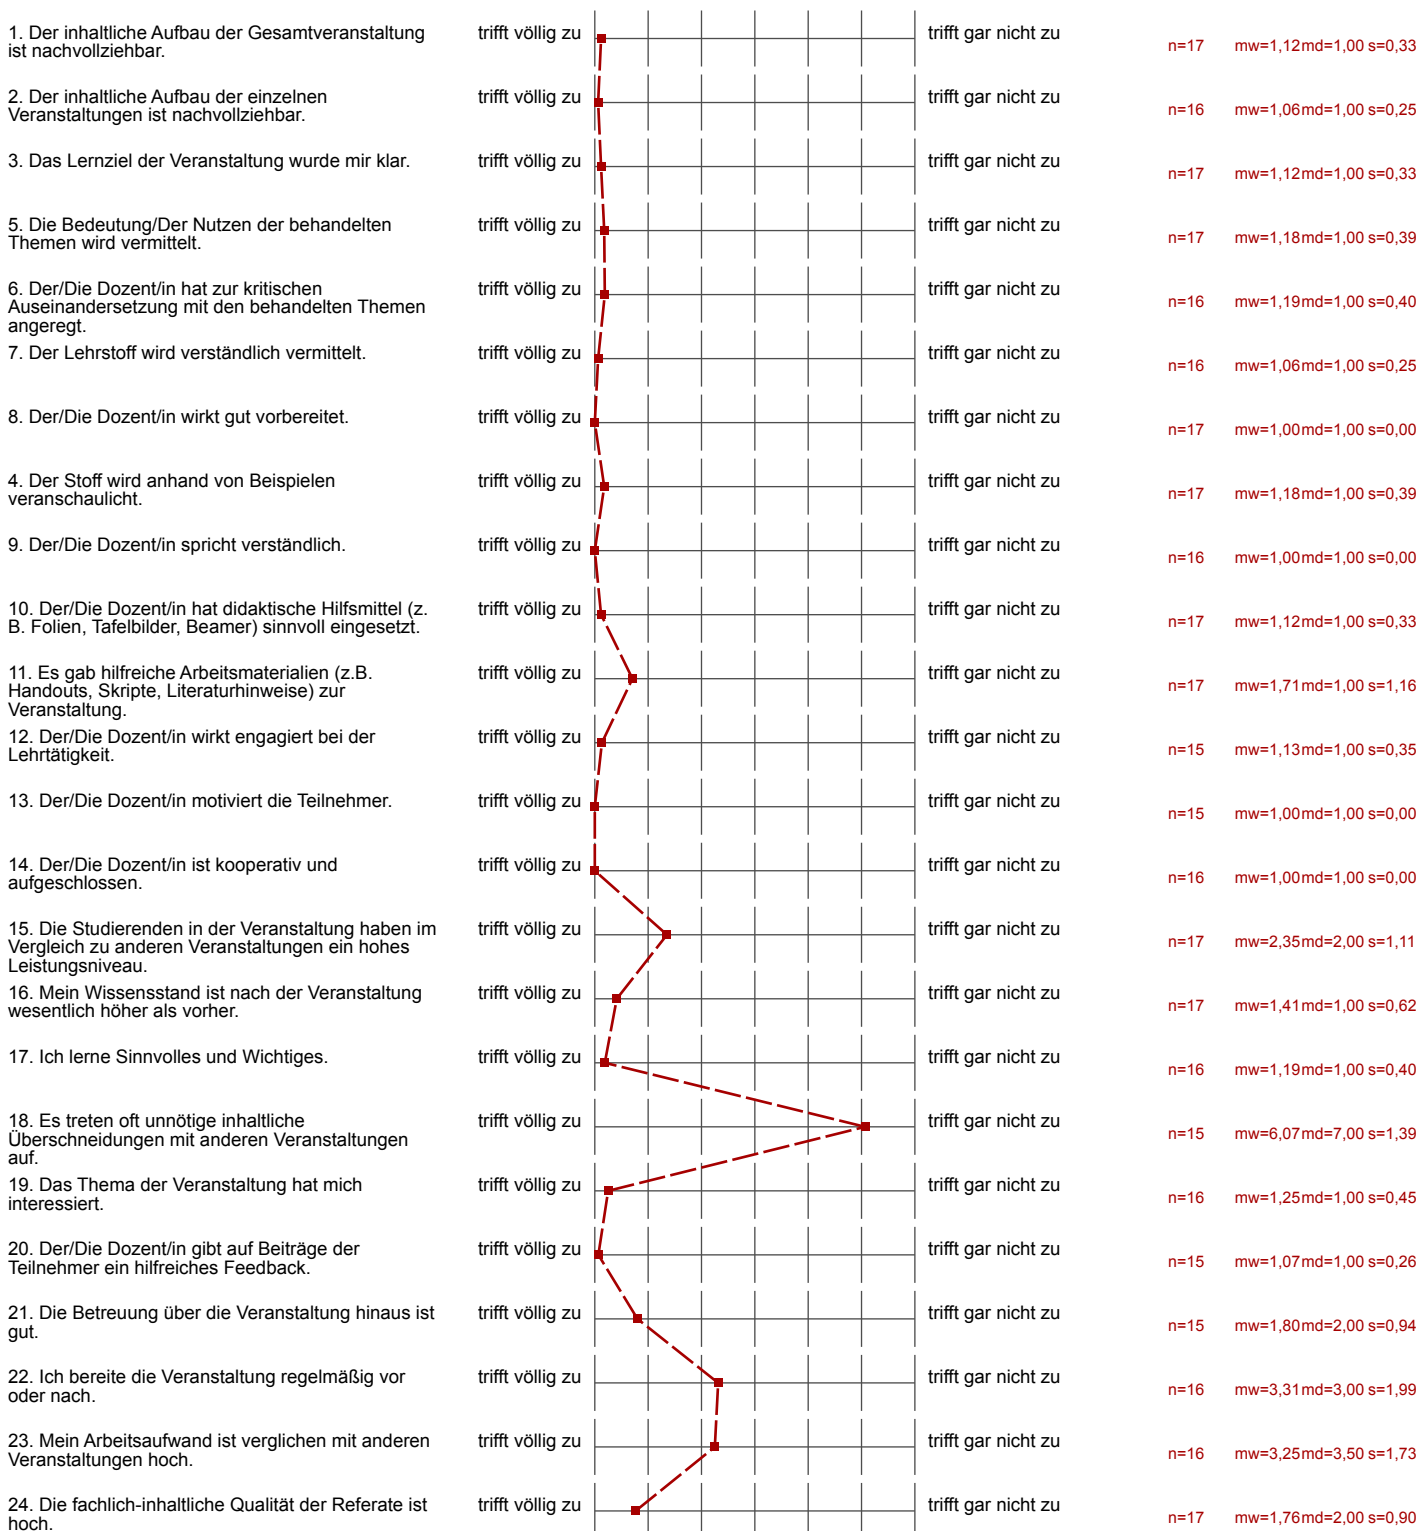 1. Der inhaltliche Aufbau der Gesamtveranstaltung
ist nachvollziehbar.
trifft völlig zu
trifft gar nicht zu
n=17 mw=1,12 md=1,00 s=0,33
2. Der inhaltliche Aufbau der einzelnen
Veranstaltungen ist nachvollziehbar.
trifft völlig zu
trifft gar nicht zu
n=16 mw=1,06 md=1,00 s=0,25
3. Das Lernziel der Veranstaltung wurde mir klar.
trifft völlig zu
trifft gar nicht zu
n=17 mw=1,12 md=1,00 s=0,33
5. Die Bedeutung/Der Nutzen der behandelten
Themen wird vermittelt.
trifft völlig zu
trifft gar nicht zu
n=17 mw=1,18 md=1,00 s=0,39
6. Der/Die Dozent/in hat zur kritischen
Auseinandersetzung mit den behandelten Themen
angeregt.
trifft völlig zu
trifft gar nicht zu
n=16 mw=1,19 md=1,00 s=0,40
7. Der Lehrstoff wird verständlich vermittelt.
trifft völlig zu
trifft gar nicht zu
n=16 mw=1,06 md=1,00 s=0,25
8. Der/Die Dozent/in wirkt gut vorbereitet.
trifft völlig zu
trifft gar nicht zu
n=17 mw=1,00 md=1,00 s=0,00
4. Der Stoff wird anhand von Beispielen
veranschaulicht.
trifft völlig zu
trifft gar nicht zu
n=17 mw=1,18 md=1,00 s=0,39
9. Der/Die Dozent/in spricht verständlich.
trifft völlig zu
trifft gar nicht zu
n=16 mw=1,00 md=1,00 s=0,00
10. Der/Die Dozent/in hat didaktische Hilfsmittel (z.
B. Folien, Tafelbilder, Beamer) sinnvoll eingesetzt.
trifft völlig zu
trifft gar nicht zu
n=17 mw=1,12 md=1,00 s=0,33
11. Es gab hilfreiche Arbeitsmaterialien (z.B.
Handouts, Skripte, Literaturhinweise) zur
Veranstaltung.
trifft völlig zu
trifft gar nicht zu
n=17 mw=1,71 md=1,00 s=1,16
12. Der/Die Dozent/in wirkt engagiert bei der
Lehrtätigkeit.
trifft völlig zu
trifft gar nicht zu
n=15 mw=1,13 md=1,00 s=0,35
13. Der/Die Dozent/in motiviert die Teilnehmer.
trifft völlig zu
trifft gar nicht zu
n=15 mw=1,00 md=1,00 s=0,00
14. Der/Die Dozent/in ist kooperativ und
aufgeschlossen.
trifft völlig zu
trifft gar nicht zu
n=16 mw=1,00 md=1,00 s=0,00
15. Die Studierenden in der Veranstaltung haben im
Vergleich zu anderen Veranstaltungen ein hohes
Leistungsniveau.
trifft völlig zu
trifft gar nicht zu
n=17 mw=2,35 md=2,00 s=1,11
16. Mein Wissensstand ist nach der Veranstaltung
wesentlich höher als vorher.
trifft völlig zu
trifft gar nicht zu
n=17 mw=1,41 md=1,00 s=0,62
17. Ich lerne Sinnvolles und Wichtiges.
trifft völlig zu
trifft gar nicht zu
n=16 mw=1,19 md=1,00 s=0,40
18. Es treten oft unnötige inhaltliche
Überschneidungen mit anderen Veranstaltungen
auf.
trifft völlig zu
trifft gar nicht zu
n=15 mw=6,07 md=7,00 s=1,39
19. Das Thema der Veranstaltung hat mich
interessiert.
trifft völlig zu
trifft gar nicht zu
n=16 mw=1,25 md=1,00 s=0,45
20. Der/Die Dozent/in gibt auf Beiträge der
Teilnehmer ein hilfreiches Feedback.
trifft völlig zu
trifft gar nicht zu
n=15 mw=1,07 md=1,00 s=0,26
21. Die Betreuung über die Veranstaltung hinaus ist
gut.
trifft völlig zu
trifft gar nicht zu
n=15 mw=1,80 md=2,00 s=0,94
22. Ich bereite die Veranstaltung regelmäßig vor
oder nach.
trifft völlig zu
trifft gar nicht zu
n=16 mw=3,31 md=3,00 s=1,99
23. Mein Arbeitsaufwand ist verglichen mit anderen
Veranstaltungen hoch.
trifft völlig zu
trifft gar nicht zu
n=16 mw=3,25 md=3,50 s=1,73
24. Die fachlich-inhaltliche Qualität der Referate ist
hoch.
trifft völlig zu
trifft gar nicht zu
n=17 mw=1,76 md=2,00 s=0,90